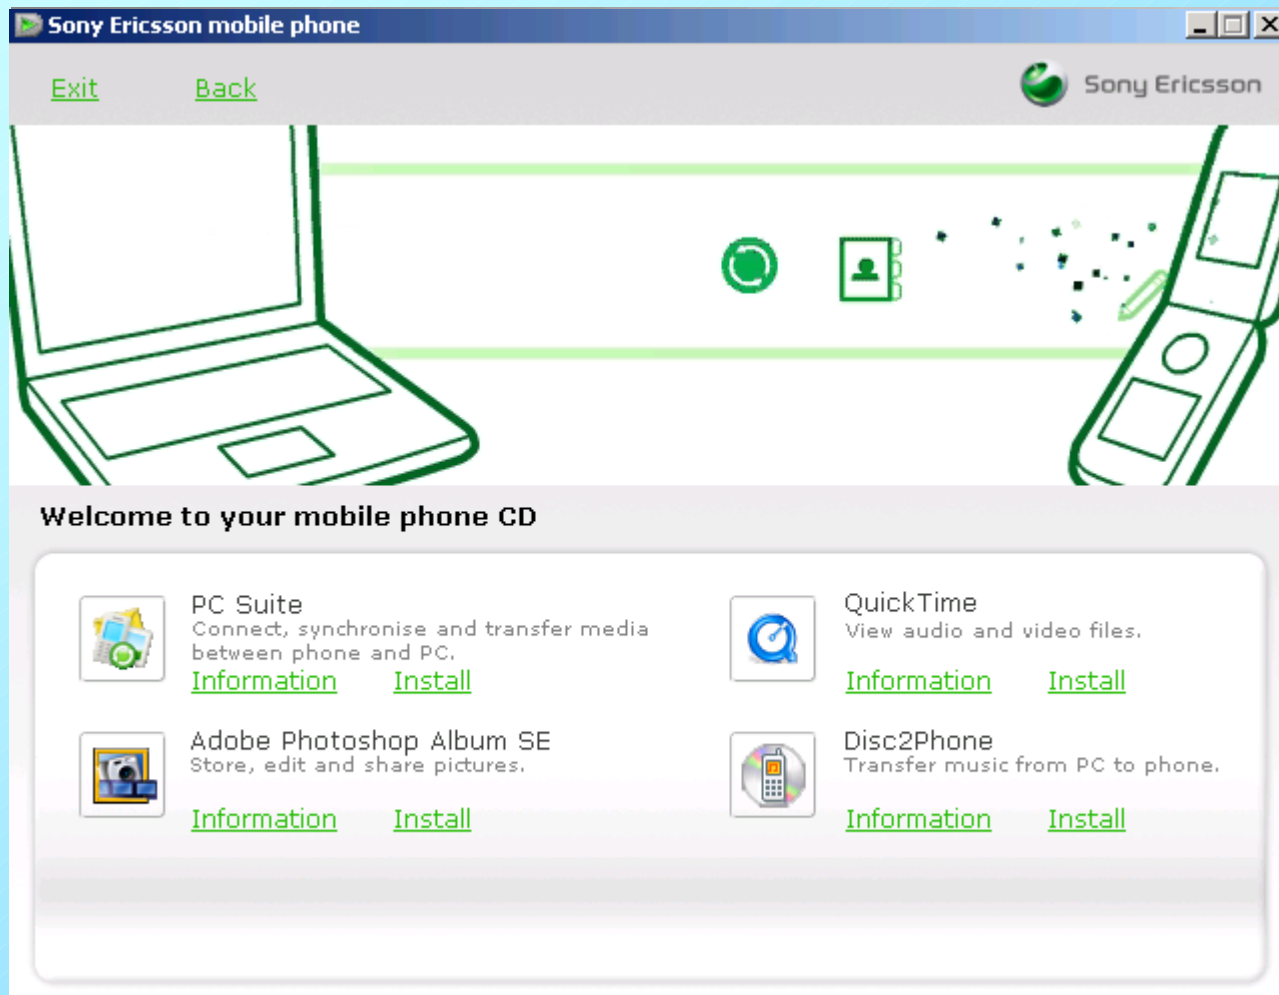 Sony Ericsson mobile phone
Exit Back
Sony Ericsson
Welcome to your mobile phone CD
PC Suite
Connect, synchronise and transfer media
between phone and PC.
Information Install
QuickTime
View audio and video files.
Information Install
Adobe Photoshop Album SE
Store, edit and share pictures.
Information Install
Disc2Phone
Transfer music from PC to phone.
Information Install